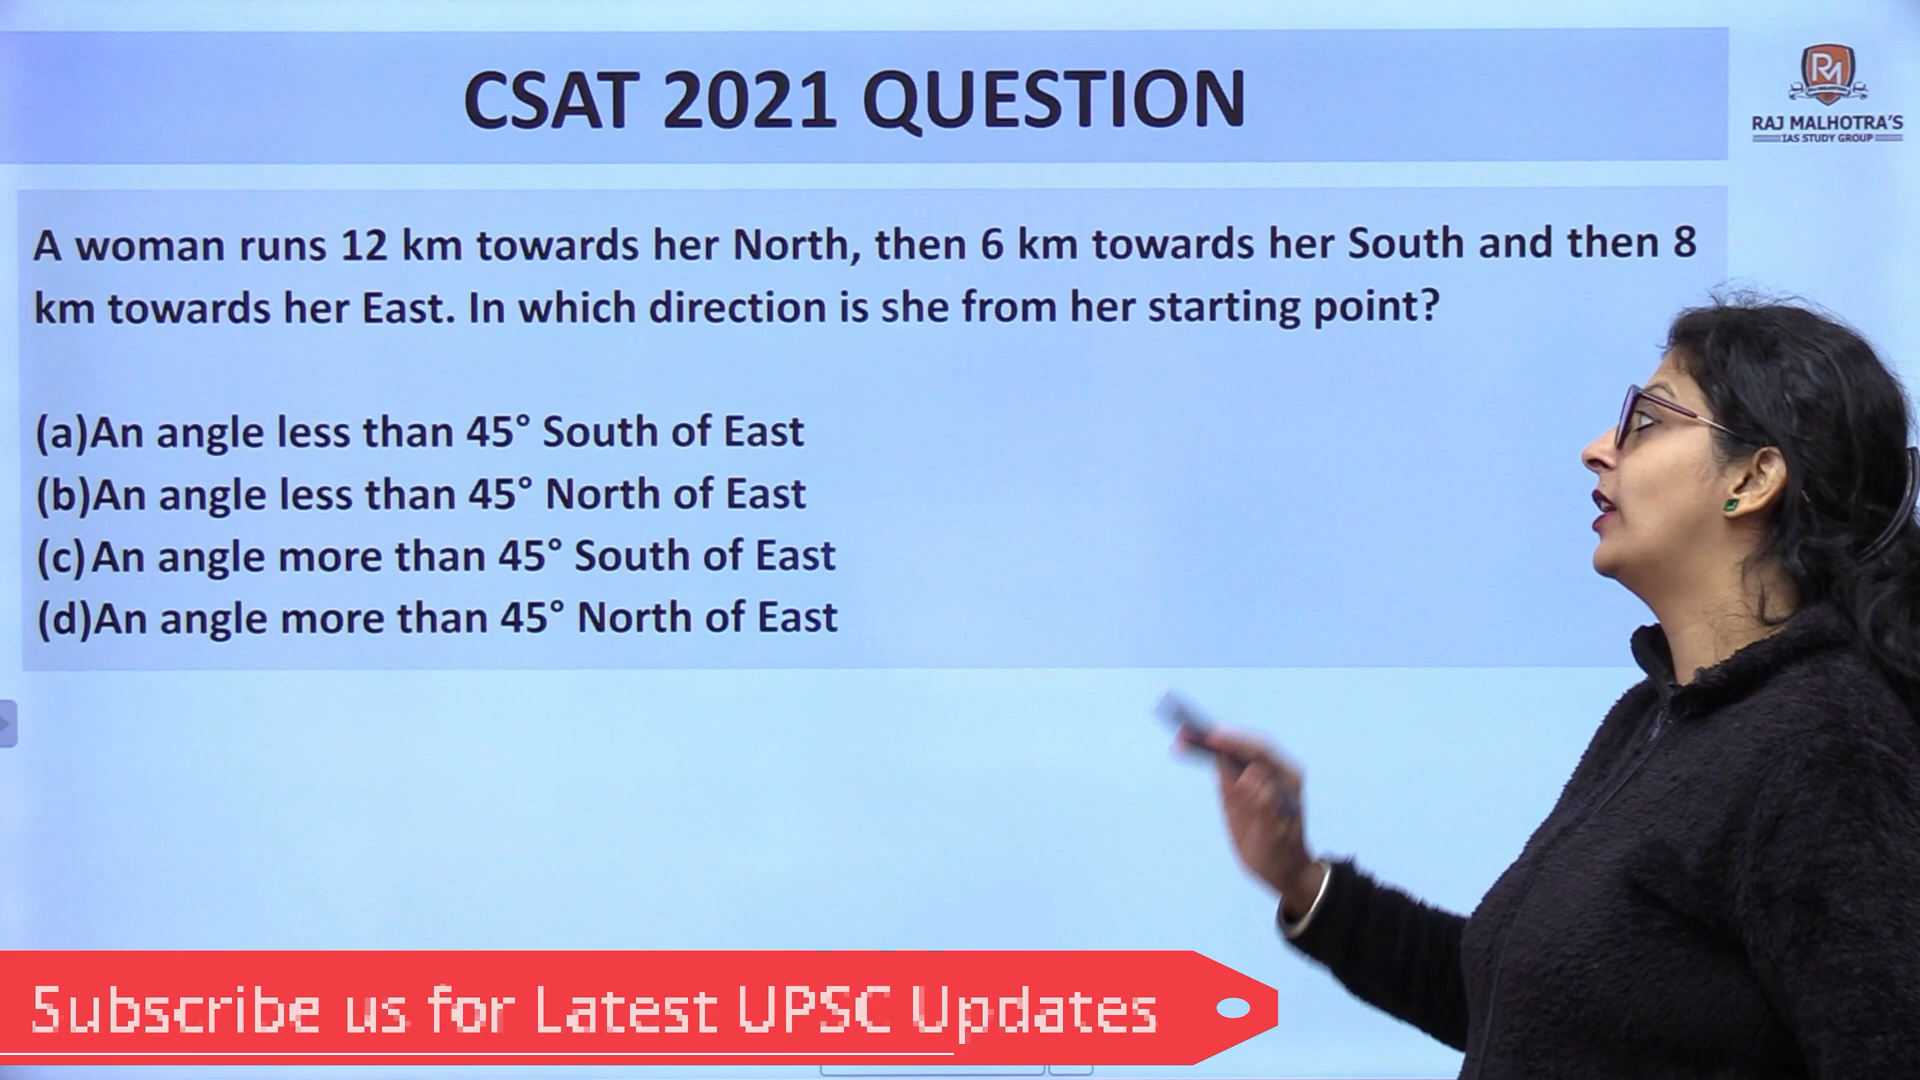 CSAT 2021 QUESTION
RAJ MALHOTRA'S
IAS STUDY GROUP
A woman runs 12 km towards her North, then 6 km towards her South and then 8
km towards her East. In which direction is she from her starting point?
(a)An angle less than 45° South of East
(b)An angle less than 45° North of East
(c)An angle more than 45° South of East
(d)An angle more than 45° North of East
Subscribe us for Latest UPSC Updates